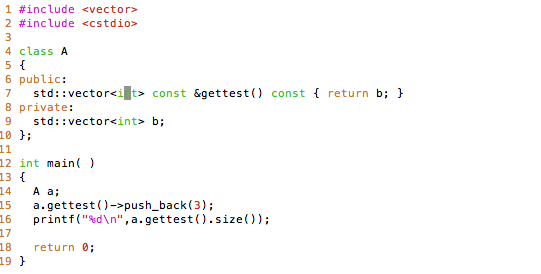 1 #include <vector>
2 #include <cstdio>
3
4 class A
5 {
6 public:
7   std::vector<int> const &gettest() const { return b; }
8 private:
9   std::vector<int> b;
10 };
11
12 int main( )
13 {
14   A a;
15   a.gettest()->push_back(3);
16   printf("%d\n",a.gettest().size());
17
18   return 0;
19 }